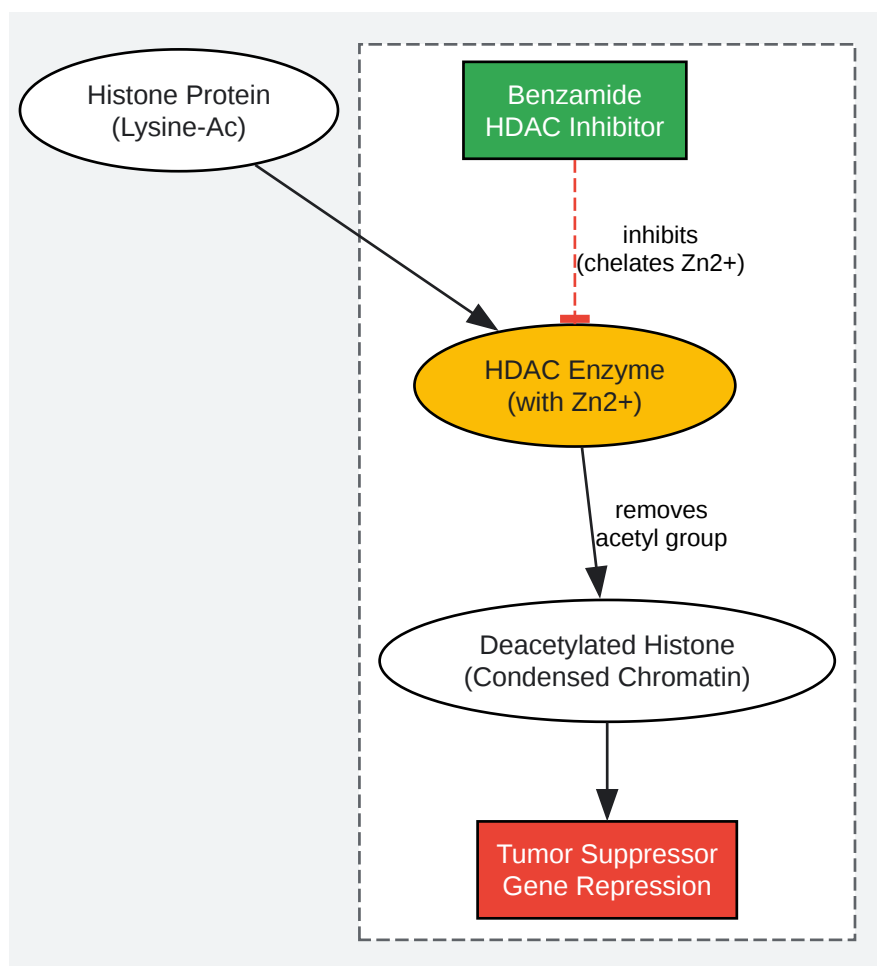 Histone Protein
(Lysine-Ac)
Benzamide
HDAC Inhibitor
inhibits
(chelates Zn2+)
HDAC Enzyme
(with Zn2+)
removes
acetyl group
Deacetylated Histone
(Condensed Chromatin)
Tumor Suppressor
Gene Repression